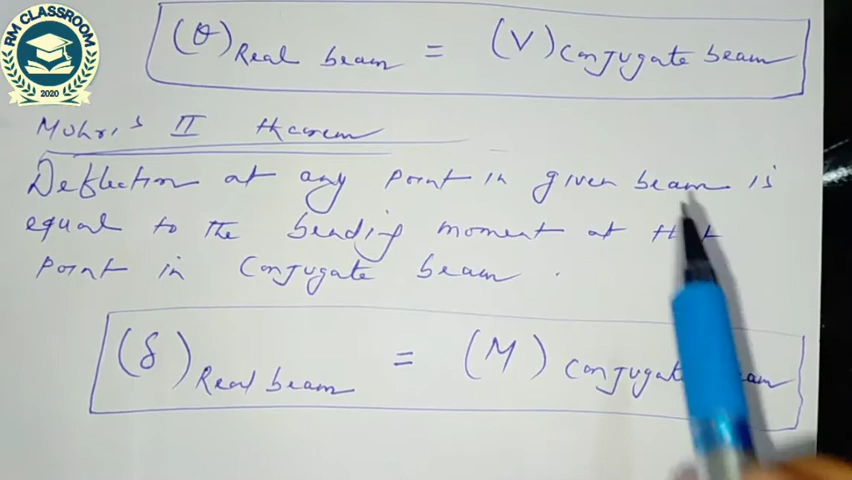 RM CLASSROOM
2020
(θ) Real beam = (V) Conjugate beam
Mohr's II theorem
Deflection at any point in given beam is
equal to the bending moment at that
point in Conjugate beam .
(δ) Real beam = (M) Conjugate beam